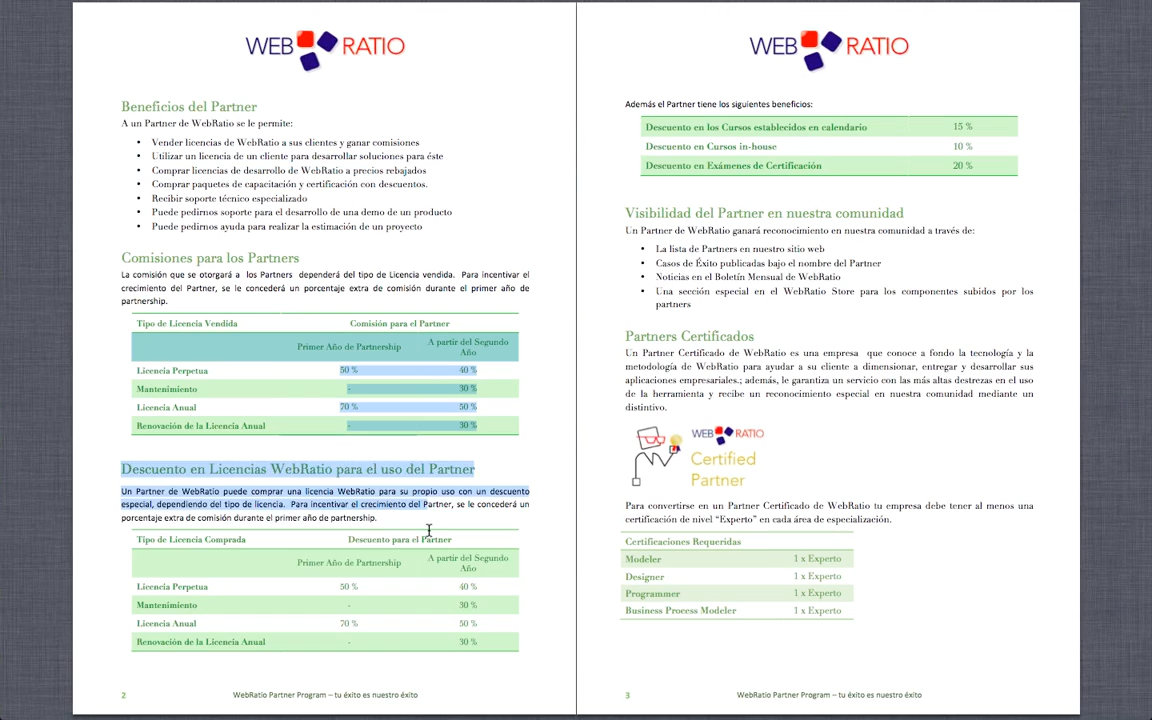 WEB RATIO
Beneficios del Partner
A un Partner de WebRatio se le permite:
• Vender licencias de WebRatio a sus clientes y ganar comisiones
• Utilizar un licencia de un cliente para desarrollar soluciones para éste
• Comprar licencias de desarrollo de WebRatio a precios rebajados
• Comprar paquetes de capacitación y certificación con descuentos.
• Recibir soporte técnico especializado
• Puede pedirnos soporte para el desarrollo de una demo de un producto
• Puede pedirnos ayuda para realizar la estimación de un proyecto
Comisiones para los Partners
La comisión que se otorgará a los Partners dependerá del tipo de Licencia vendida. Para incentivar el
crecimiento del Partner, se le concederá un porcentaje extra de comisión durante el primer año de
partnership.
Tipo de Licencia Vendida Comisión para el Partner
Primer Año de Partnership A partir del Segundo
Año
Licencia Perpetua 50 % 40 %
Mantenimiento - 30 %
Licencia Anual 70 % 50 %
Renovación de la Licencia Anual - 30 %
Descuento en Licencias WebRatio para el uso del Partner
Un Partner de WebRatio puede comprar una licencia WebRatio para su propio uso con un descuento
especial, dependiendo del tipo de licencia. Para incentivar el crecimiento del Partner, se le concederá un
porcentaje extra de comisión durante el primer año de partnership.
Tipo de Licencia Comprada Descuento para el Partner
Primer Año de Partnership A partir del Segundo
Año
Licencia Perpetua 50 % 40 %
Mantenimiento - 30 %
Licencia Anual 70 % 50 %
Renovación de la Licencia Anual - 30 %
2 WebRatio Partner Program – tu éxito es nuestro éxito
WEB RATIO
Además el Partner tiene los siguientes beneficios:
Descuento en los Cursos establecidos en calendario 15 %
Descuento en Cursos in-house 10 %
Descuento en Exámenes de Certificación 20 %
Visibilidad del Partner en nuestra comunidad
Un Partner de WebRatio ganará reconocimiento en nuestra comunidad a través de:
• La lista de Partners en nuestro sitio web
• Casos de Éxito publicadas bajo el nombre del Partner
• Noticias en el Boletín Mensual de WebRatio
• Una sección especial en el WebRatio Store para los componentes subidos por los
partners
Partners Certificados
Un Partner Certificado de WebRatio es una empresa que conoce a fondo la tecnología y la
metodología de WebRatio para ayudar a su cliente a dimensionar, entregar y desarrollar sus
aplicaciones empresariales.; además, le garantiza un servicio con las más altas destrezas en el uso
de la herramienta y recibe un reconocimiento especial en nuestra comunidad mediante un
distintivo.
WEB RATIO
Certified
Partner
Para convertirse en un Partner Certificado de WebRatio tu empresa debe tener al menos una
certificación de nivel “Experto” en cada área de especialización.
Certificaciones Requeridas
Modeler 1 x Experto
Designer 1 x Experto
Programmer 1 x Experto
Business Process Modeler 1 x Experto
3 WebRatio Partner Program – tu éxito es nuestro éxito